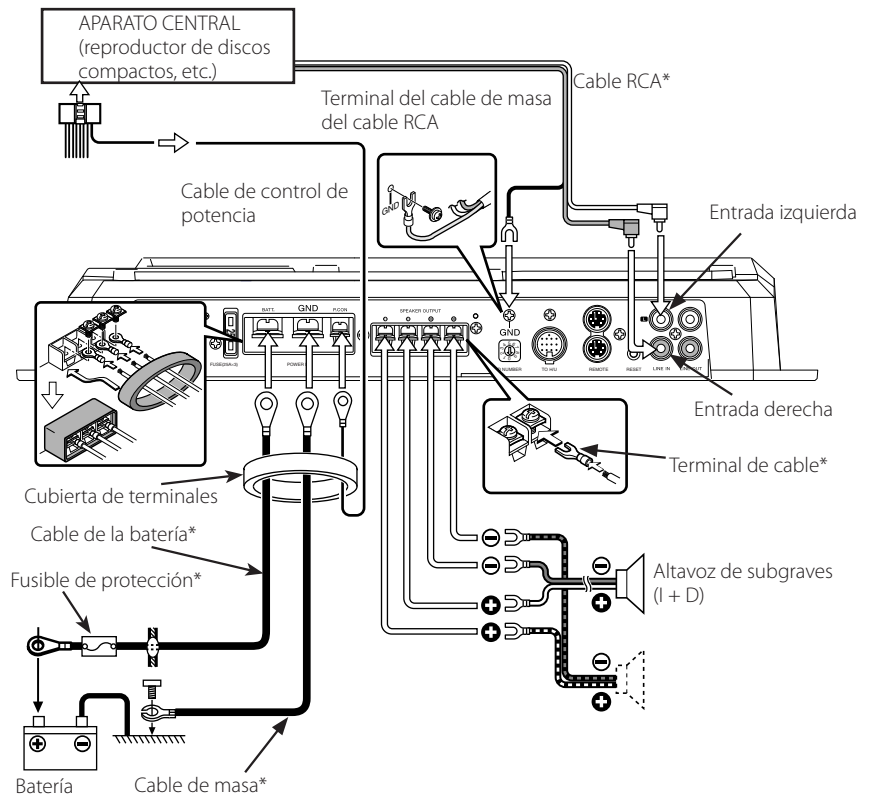 APARATO CENTRAL
(reproductor de discos
compactos, etc.)
Cable RCA*
Terminal del cable de masa
del cable RCA
GND
Cable de control de
potencia
Entrada izquierda
BATT.
GND
P.CON
SPEAKER OUTPUT
GND
TO H/U
REMOTE
RESET
LINE IN
Entrada derecha
Terminal de cable*
Cubierta de terminales
Cable de la batería*
Fusible de protección*
Altavoz de subgraves
(I + D)
Batería
Cable de masa*